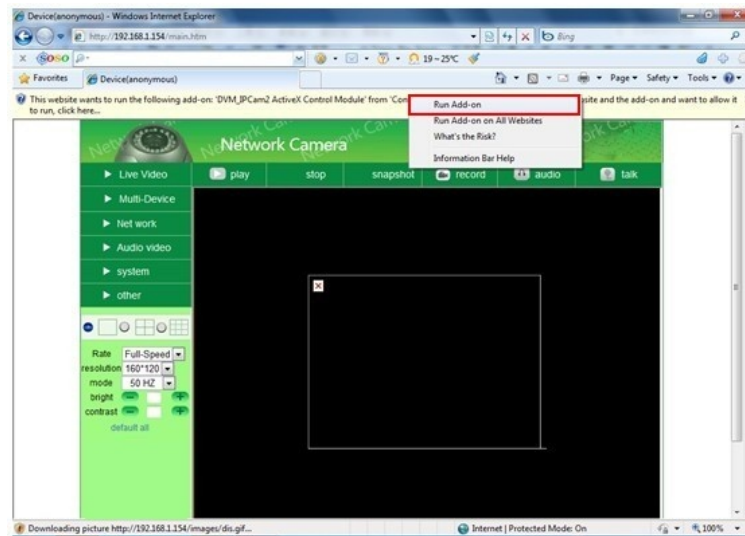 Device(anonymous) - Windows Internet Explorer
http://192.168.1.154/main.htm
Bing
SOSO
19~25℃
Favorites
Device(anonymous)
Page
Safety
Tools
This website wants to run the following add-on: 'DVM_IPCam2 ActiveX Control Module' from 'Con
site and the add-on and want to allow it
to run, click here...
Run Add-on
Run Add-on on All Websites
What's the Risk?
Information Bar Help
Network Camera
Live Video
play
stop
snapshot
record
audio
talk
Multi-Device
Net work
Audio video
system
other
Rate
Full-Speed
resolution
160*120
mode
50 HZ
bright
contrast
default all
Downloading picture http://192.168.1.154/images/dis.gif...
Internet | Protected Mode: On
100%